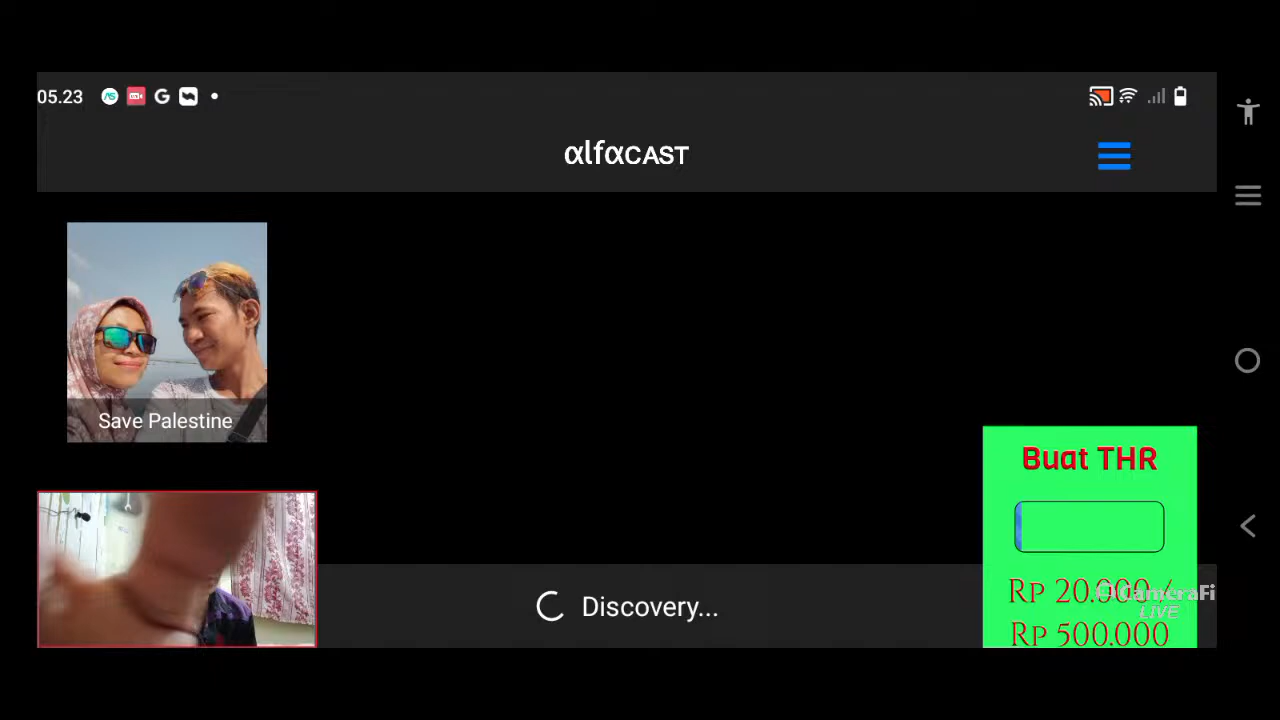 05.23
αlfαCAST
Save Palestine
Buat THR
Rp 20.000 /
Rp 500.000
CameraFi
LIVE
Discovery...